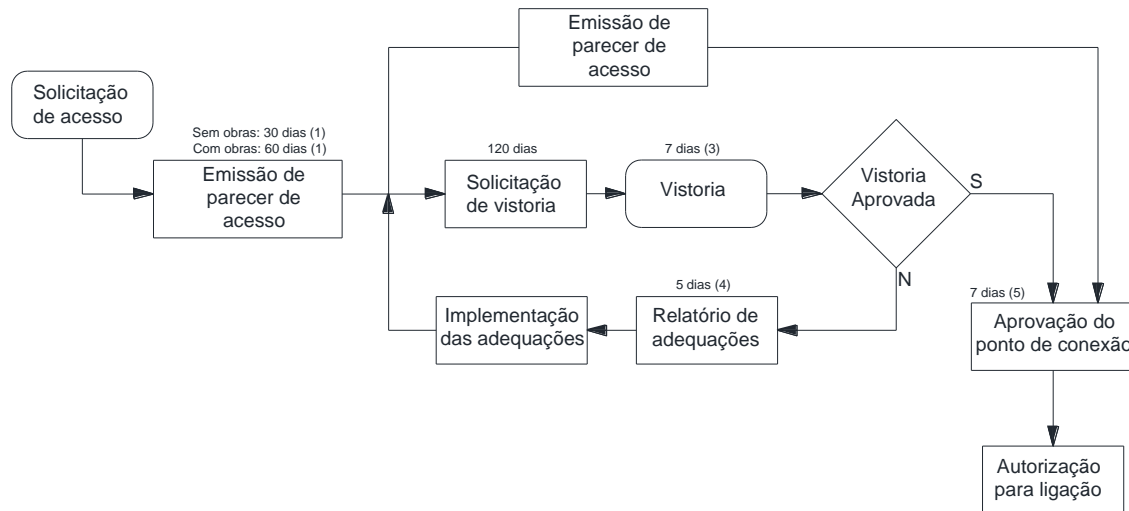 Emissão de
parecer de
acesso
Solicitação
de acesso
Sem obras: 30 dias (1)
Com obras: 60 dias (1)
Emissão de
parecer de
acesso
120 dias
Solicitação
de vistoria
7 dias (3)
Vistoria
Vistoria
Aprovada
S
N
5 dias (4)
Relatório de
adequações
Implementação
das adequações
7 dias (5)
Aprovação do
ponto de conexão
Autorização
para ligação